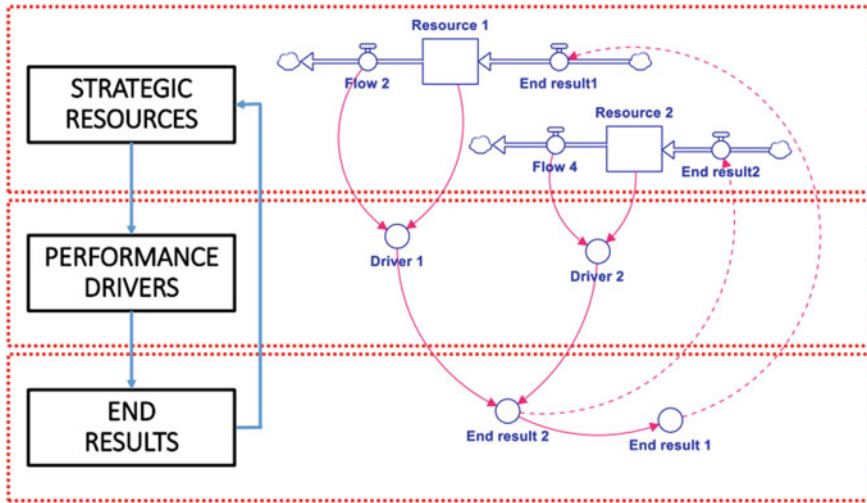 STRATEGIC
RESOURCES
PERFORMANCE
DRIVERS
END
RESULTS
Resource 1
Flow 2
End result1
Resource 2
Flow 4
End result2
Driver 1
Driver 2
End result 2
End result 1